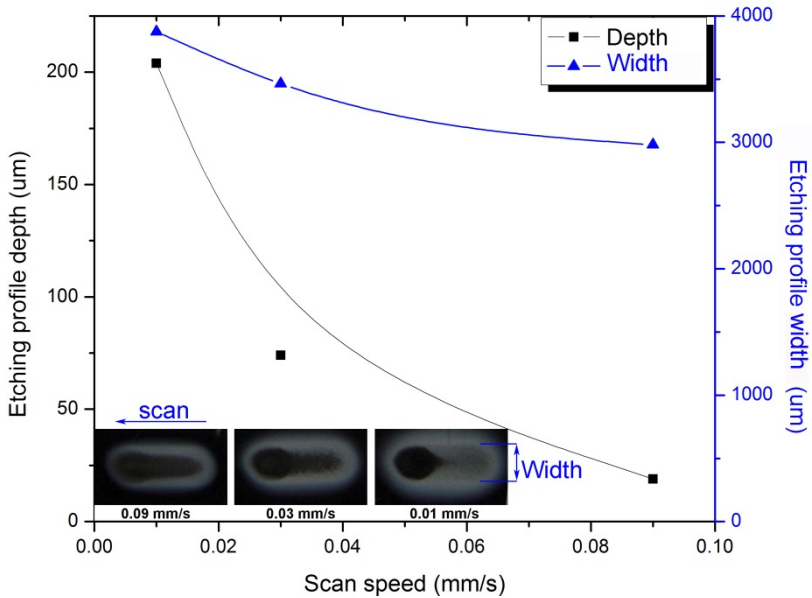 Depth
Width
200
150
100
50
0
Etching profile depth (um)
4000
3000
2000
1000
0
Etching profile width (um)
scan
Width
0.09 mm/s
0.03 mm/s
0.01 mm/s
0.00
0.02
0.04
0.06
0.08
0.10
Scan speed (mm/s)